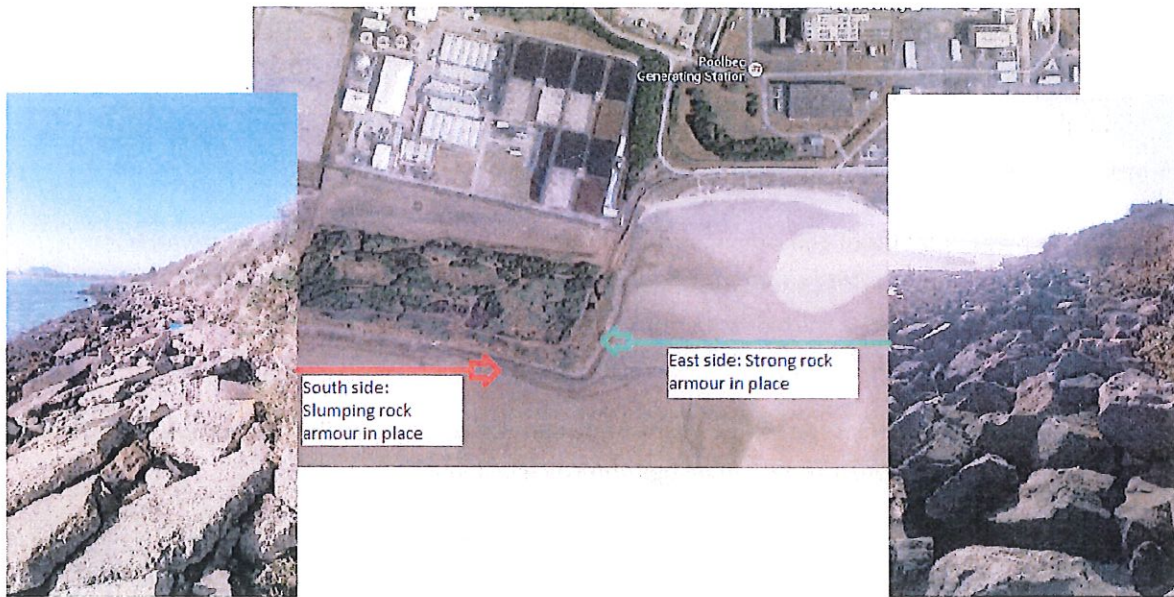 Poolbeg
Generating Station
East side: Strong rock
armour in place
South side:
Slumping rock
armour in place